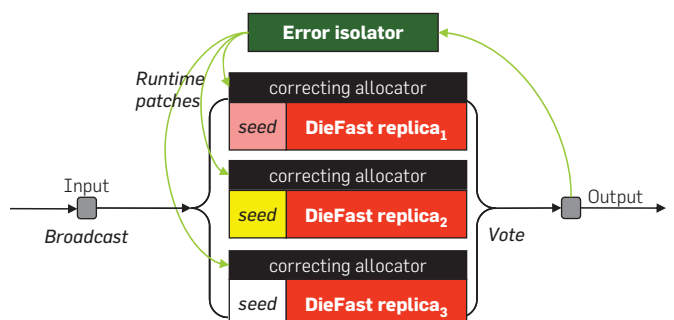 Error isolator
Runtime
patches
correcting allocator
seed DieFast replica₁
correcting allocator
seed DieFast replica₂
correcting allocator
seed DieFast replica₃
Input
Broadcast
Vote
Output